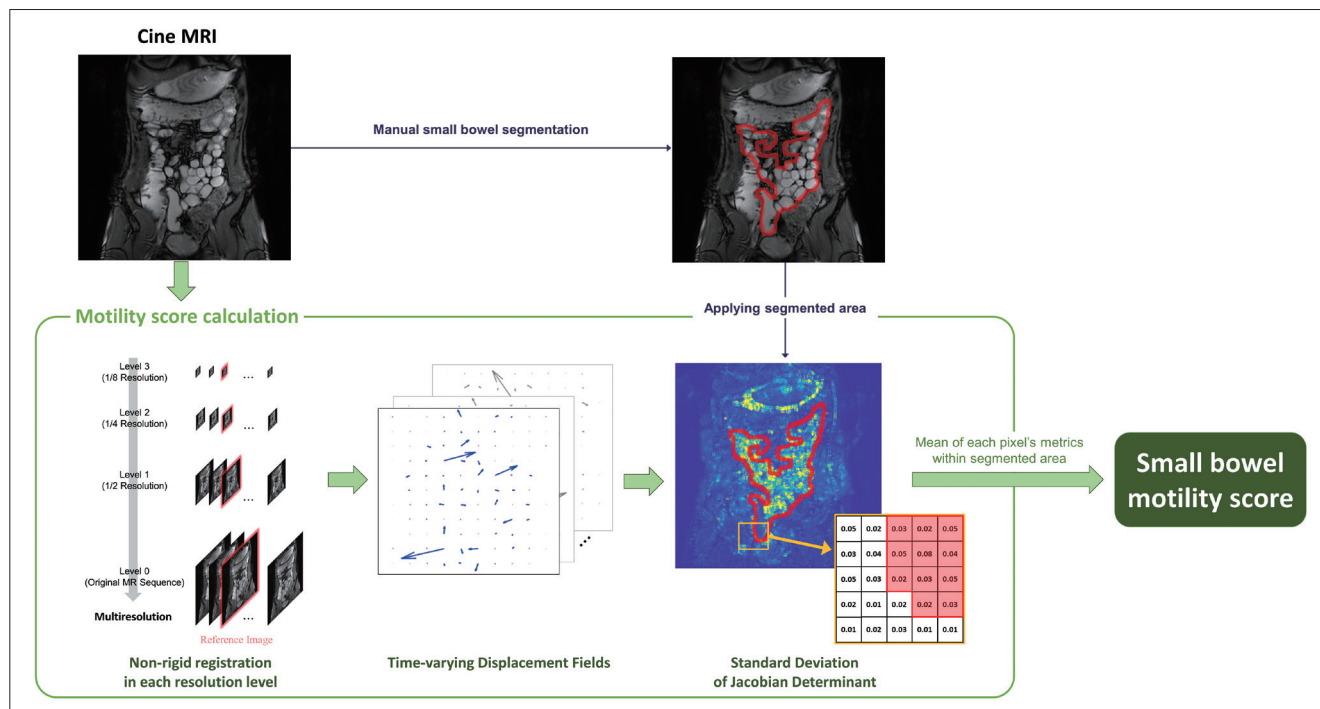 Cine MRI
Manual small bowel segmentation
Applying segmented area
Motility score calculation
Level 3
(1/8 Resolution)
...
Level 2
(1/4 Resolution)
...
Level 1
(1/2 Resolution)
...
Level 0
(Original MR Sequence)
...
Multiresolution
Reference Image
Non-rigid registration
in each resolution level
...
Time-varying Displacement Fields
0.05 0.02 0.03 0.02 0.05
0.03 0.04 0.05 0.08 0.04
0.05 0.03 0.02 0.03 0.05
0.02 0.01 0.02 0.02 0.03
0.01 0.02 0.03 0.01 0.01
Standard Deviation
of Jacobian Determinant
Mean of each pixel's metrics
within segmented area
Small bowel
motility score